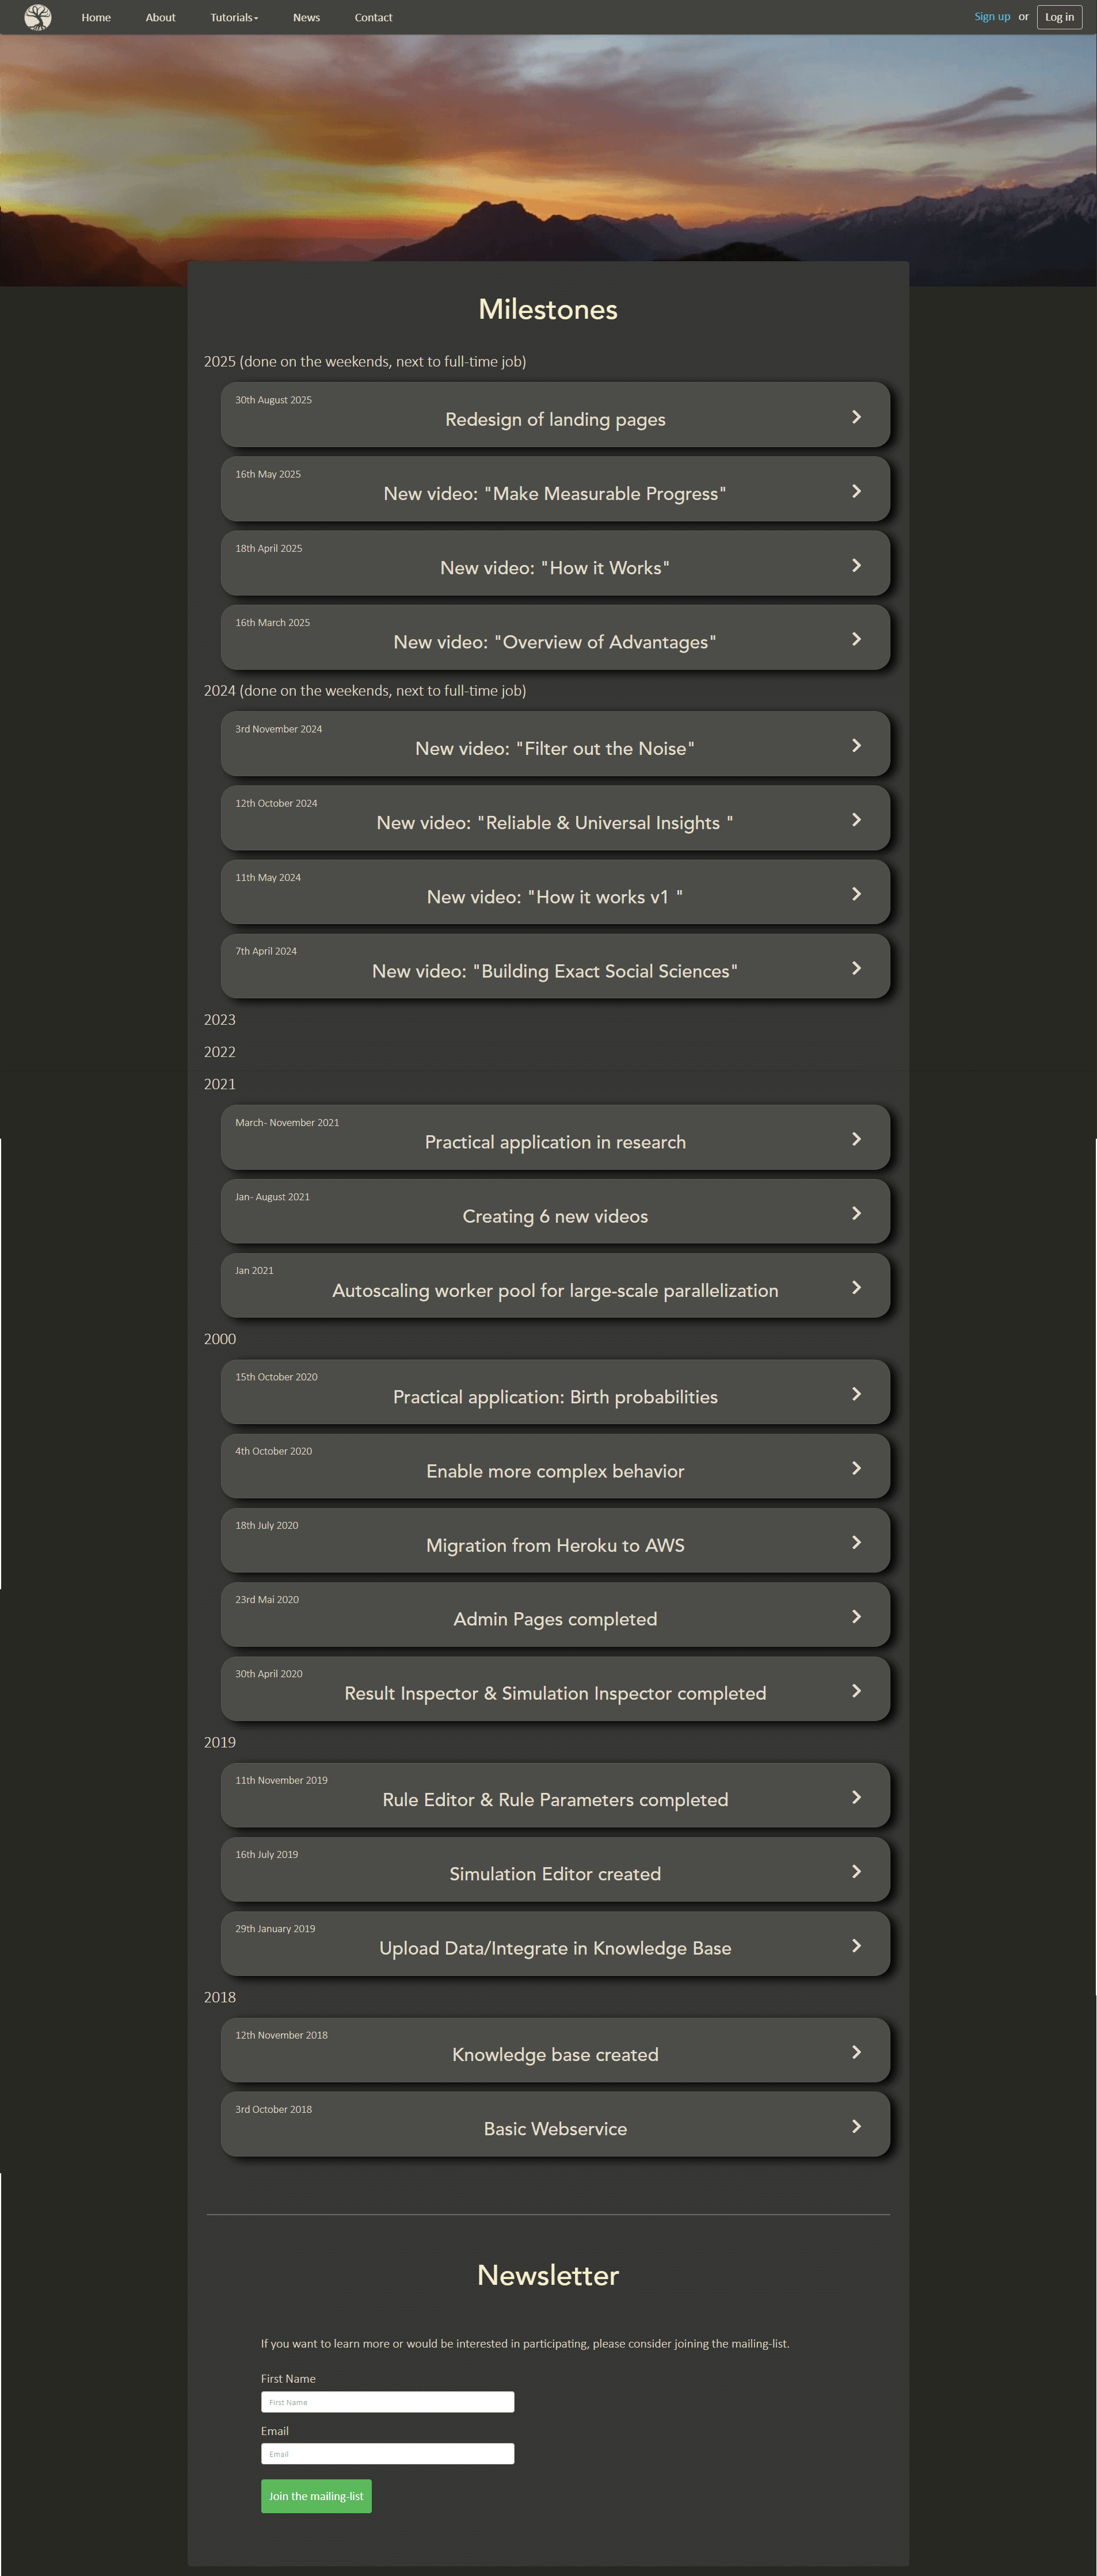 Home About Tutorials News Contact Sign up or Log in
Milestones
2025 (done on the weekends, next to full-time job)
30th August 2025
Redesign of landing pages
16th May 2025
New video: "Make Measurable Progress"
18th April 2025
New video: "How it Works"
16th March 2025
New video: "Overview of Advantages"
2024 (done on the weekends, next to full-time job)
3rd November 2024
New video: "Filter out the Noise"
12th October 2024
New video: "Reliable & Universal Insights "
11th May 2024
New video: "How it works v1 "
7th April 2024
New video: "Building Exact Social Sciences"
2023
2022
2021
March- November 2021
Practical application in research
Jan- August 2021
Creating 6 new videos
Jan 2021
Autoscaling worker pool for large-scale parallelization
2000
15th October 2020
Practical application: Birth probabilities
4th October 2020
Enable more complex behavior
18th July 2020
Migration from Heroku to AWS
23rd Mai 2020
Admin Pages completed
30th April 2020
Result Inspector & Simulation Inspector completed
2019
11th November 2019
Rule Editor & Rule Parameters completed
16th July 2019
Simulation Editor created
29th January 2019
Upload Data/Integrate in Knowledge Base
2018
12th November 2018
Knowledge base created
3rd October 2018
Basic Webservice
Newsletter
If you want to learn more or would be interested in participating, please consider joining the mailing-list.
First Name
First Name
Email
Email
Join the mailing-list